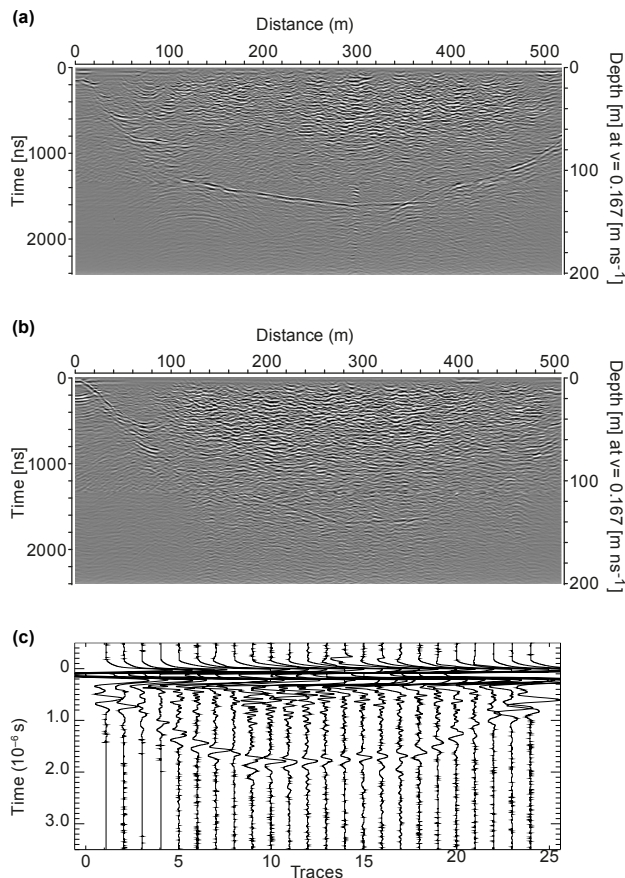 (a)
Distance (m)
0 100 200 300 400 500
Time [ns]
0
1000
2000
0
100
200
Depth [m] at v= 0.167 [m ns⁻¹]
(b)
Distance (m)
0 100 200 300 400 500
Time [ns]
0
1000
2000
0
100
200
Depth [m] at v= 0.167 [m ns⁻¹]
(c)
Time (10⁻⁶ s)
0
1.0
2.0
3.0
0 5 10 15 20 25
Traces